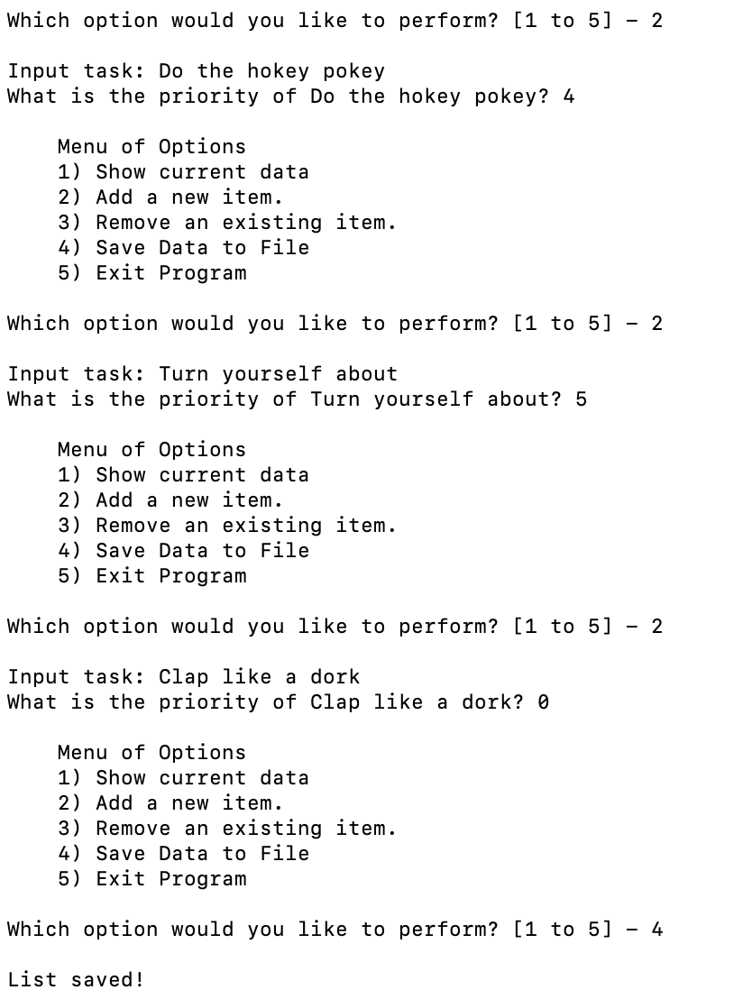 Which option would you like to perform? [1 to 5] – 2
Input task: Do the hokey pokey
What is the priority of Do the hokey pokey? 4
Menu of Options
1) Show current data
2) Add a new item.
3) Remove an existing item.
4) Save Data to File
5) Exit Program
Which option would you like to perform? [1 to 5] – 2
Input task: Turn yourself about
What is the priority of Turn yourself about? 5
Menu of Options
1) Show current data
2) Add a new item.
3) Remove an existing item.
4) Save Data to File
5) Exit Program
Which option would you like to perform? [1 to 5] – 2
Input task: Clap like a dork
What is the priority of Clap like a dork? 0
Menu of Options
1) Show current data
2) Add a new item.
3) Remove an existing item.
4) Save Data to File
5) Exit Program
Which option would you like to perform? [1 to 5] – 4
List saved!